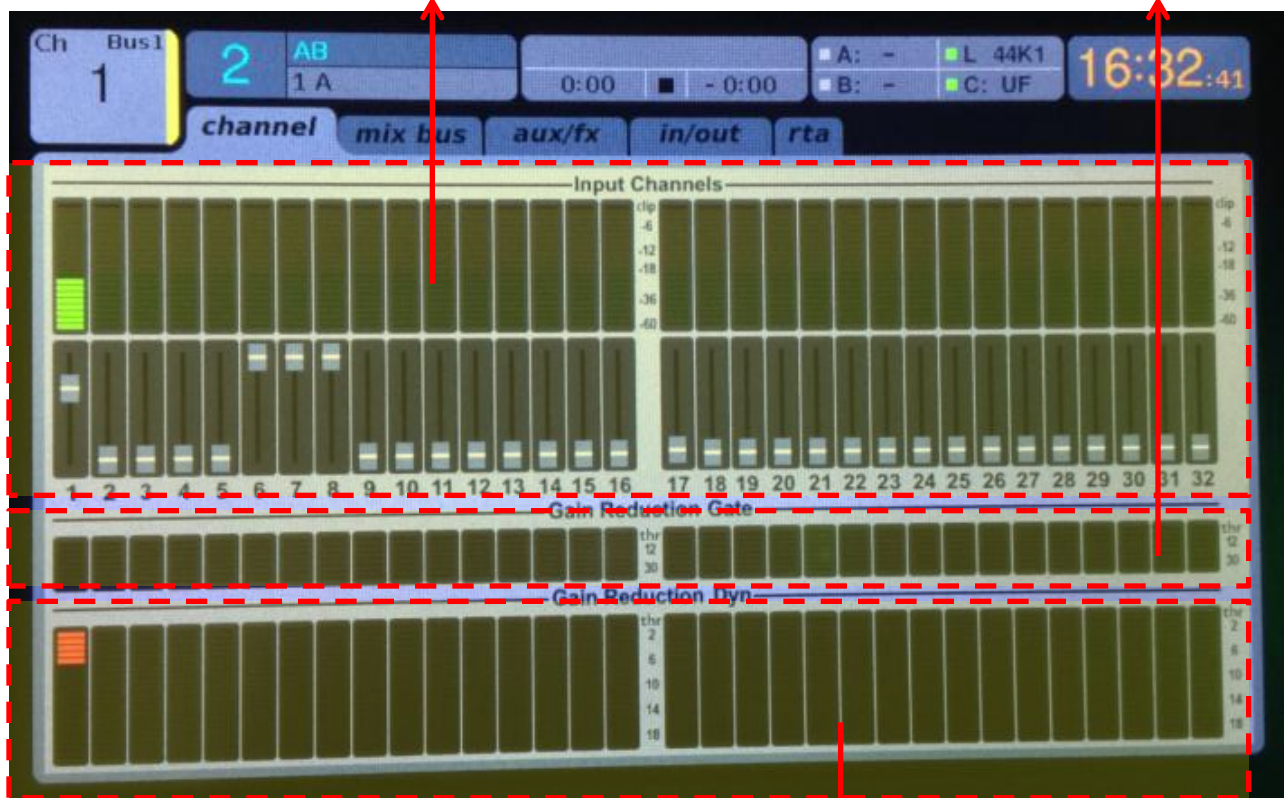 Ch Bus1
1
2 AB
1 A
0:00 - 0:00
A: - L 44K1
B: - C: UF
16:32:41
channel mix bus aux/fx in/out rta
Input Channels
clip clip
-6 -6
-12 -12
-18 -18
-36 -36
-60 -60
1 2 3 4 5 6 7 8 9 10 11 12 13 14 15 16 17 18 19 20 21 22 23 24 25 26 27 28 29 30 31 32
Gain Reduction Gate
thr thr
12 12
30 30
Gain Reduction Dyn
thr thr
2 2
6 6
10 10
14 14
18 18